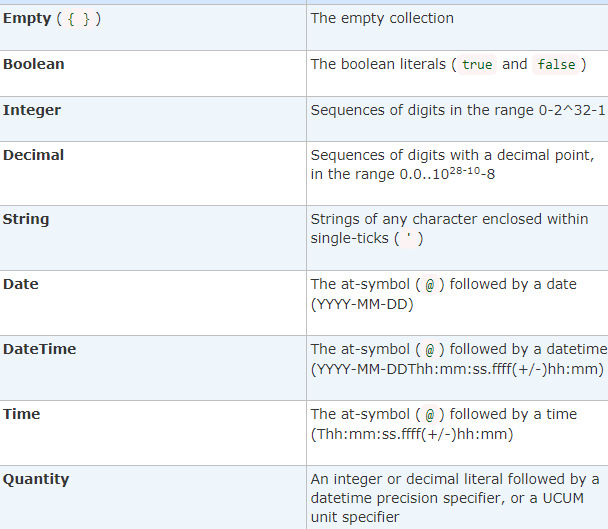 Empty ( { } )
The empty collection
Boolean
The boolean literals ( true and false )
Integer
Sequences of digits in the range 0-2^32-1
Decimal
Sequences of digits with a decimal point,
in the range 0.0..10²⁸⁻¹⁰-8
String
Strings of any character enclosed within
single-ticks ( ' )
Date
The at-symbol ( @ ) followed by a date
(YYYY-MM-DD)
DateTime
The at-symbol ( @ ) followed by a datetime
(YYYY-MM-DDThh:mm:ss.ffff(+/-)hh:mm)
Time
The at-symbol ( @ ) followed by a time
(Thh:mm:ss.ffff(+/-)hh:mm)
Quantity
An integer or decimal literal followed by a
datetime precision specifier, or a UCUM
unit specifier